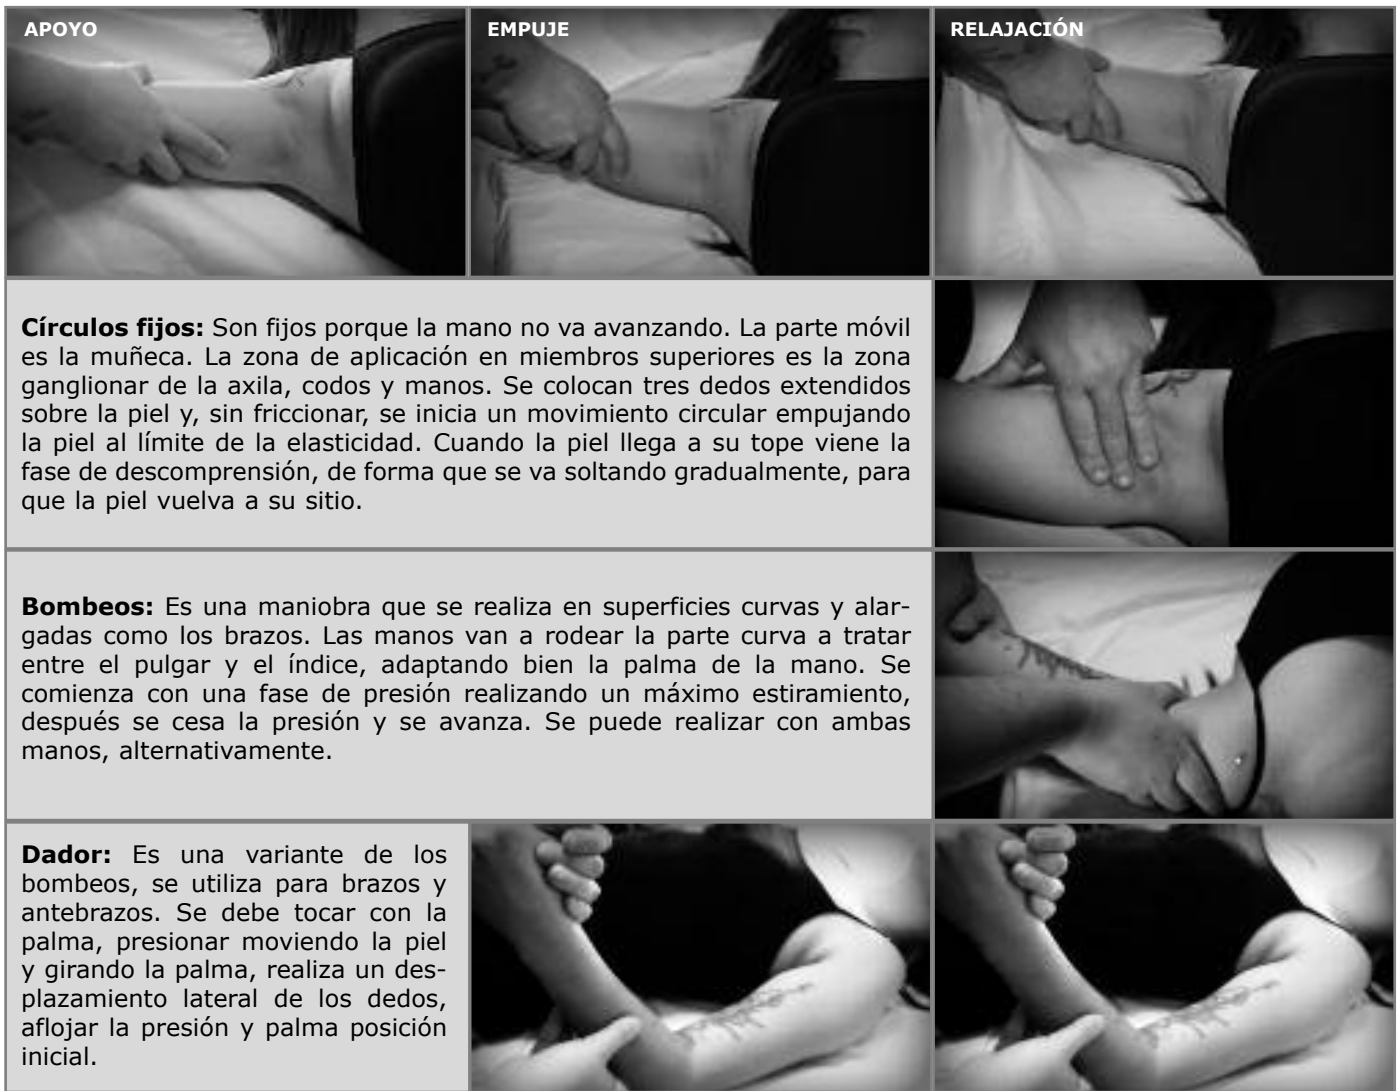 APOYO
EMPUJE
RELAJACIÓN
Círculos fijos: Son fijos porque la mano no va avanzando. La parte móvil
es la muñeca. La zona de aplicación en miembros superiores es la zona
ganglionar de la axila, codos y manos. Se colocan tres dedos extendidos
sobre la piel y, sin friccionar, se inicia un movimiento circular empujando
la piel al límite de la elasticidad. Cuando la piel llega a su tope viene la
fase de descomprensión, de forma que se va soltando gradualmente, para
que la piel vuelva a su sitio.
Bombeos: Es una maniobra que se realiza en superficies curvas y alar-
gadas como los brazos. Las manos van a rodear la parte curva a tratar
entre el pulgar y el índice, adaptando bien la palma de la mano. Se
comienza con una fase de presión realizando un máximo estiramiento,
después se cesa la presión y se avanza. Se puede realizar con ambas
manos, alternativamente.
Dador: Es una variante de los
bombeos, se utiliza para brazos y
antebrazos. Se debe tocar con la
palma, presionar moviendo la piel
y girando la palma, realiza un des-
plazamiento lateral de los dedos,
aflojar la presión y palma posición
inicial.